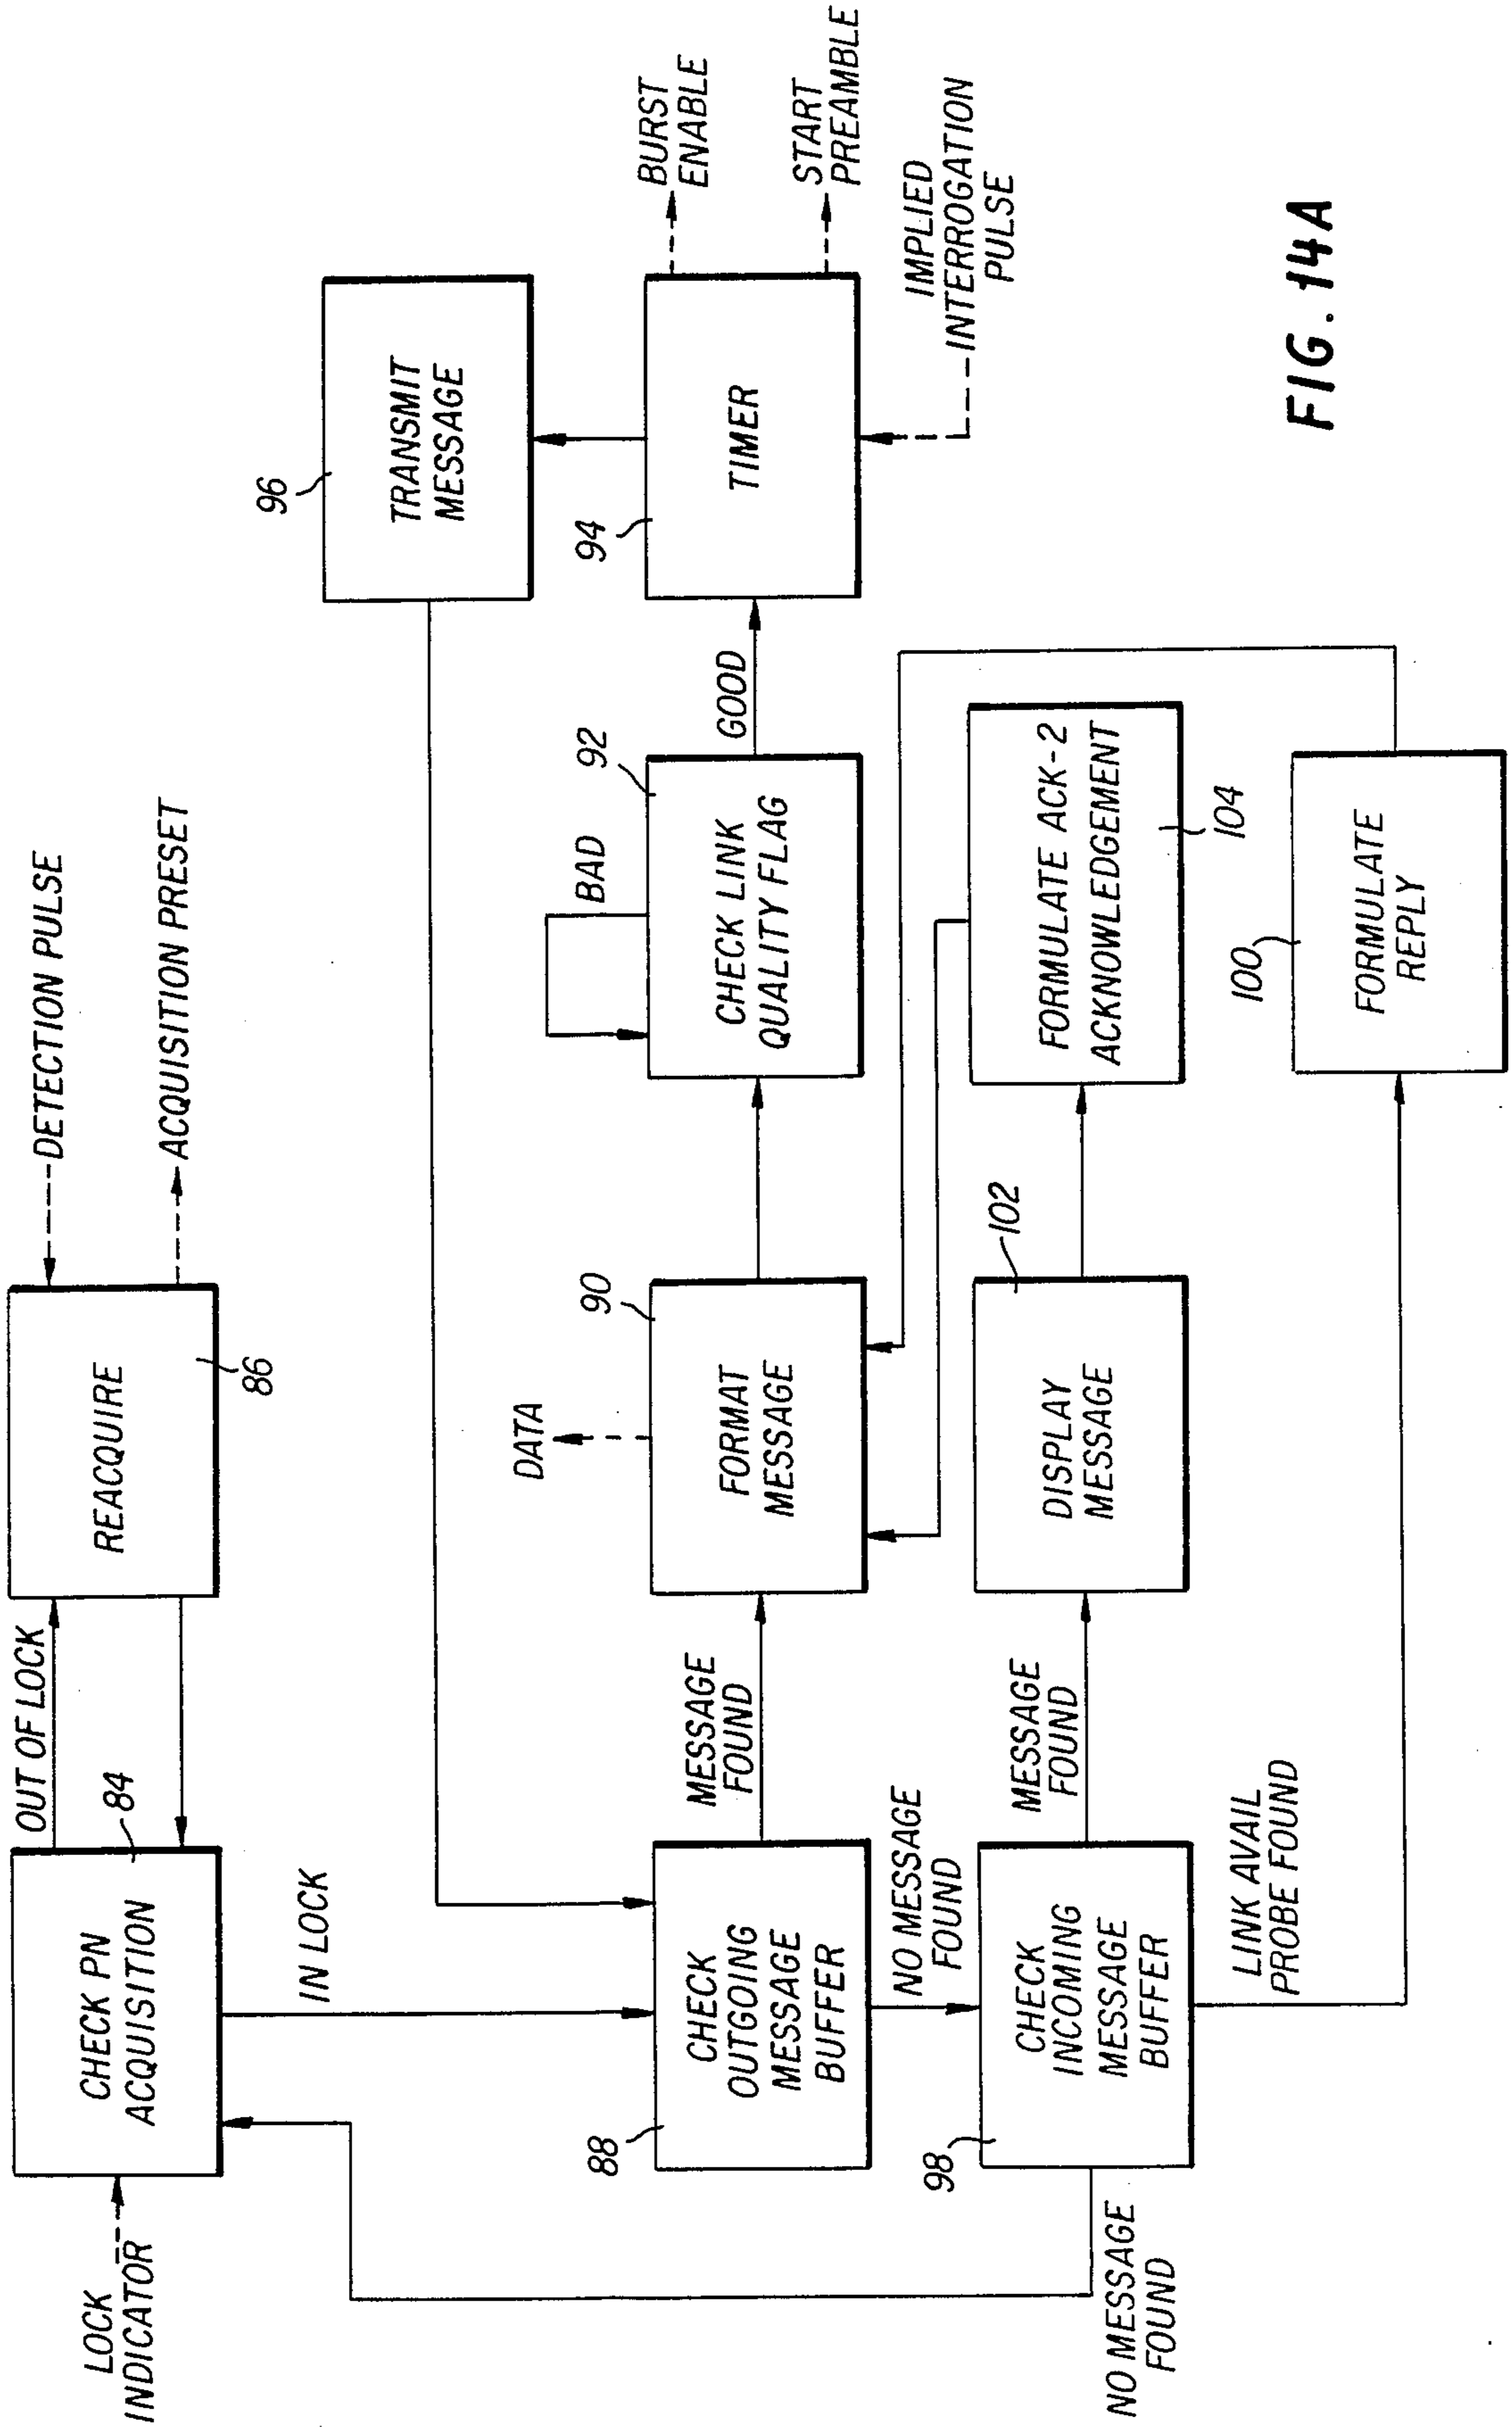 LOCK
INDICATOR
CHECK PN
ACQUISITION
84
OUT OF LOCK
REACQUIRE
86
DETECTION PULSE
ACQUISITION PRESET
IN LOCK
96
TRANSMIT
MESSAGE
CHECK
OUTGOING
MESSAGE
BUFFER
88
MESSAGE
FOUND
DATA
90
FORMAT
MESSAGE
BAD
92
CHECK LINK
QUALITY FLAG
GOOD
94
TIMER
BURST
ENABLE
START
PREAMBLE
IMPLIED
INTERROGATION
PULSE
NO MESSAGE
FOUND
98
CHECK
INCOMING
MESSAGE
BUFFER
MESSAGE
FOUND
102
DISPLAY
MESSAGE
FORMULATE ACK-2
ACKNOWLEDGEMENT
104
NO MESSAGE
FOUND
LINK AVAIL
PROBE FOUND
100
FORMULATE
REPLY
FIG. 14A